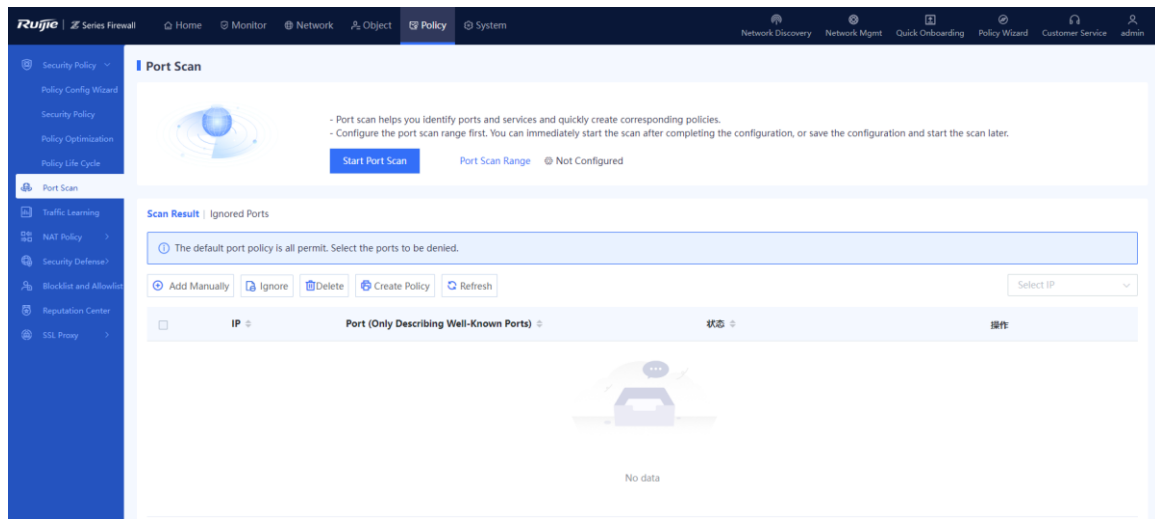 Ruijie | Z Series Firewall
Home
Monitor
Network
Object
Policy
System
Network Discovery
Network Mgmt
Quick Onboarding
Policy Wizard
Customer Service
admin
Security Policy
Policy Config Wizard
Security Policy
Policy Optimization
Policy Life Cycle
Port Scan
Traffic Learning
NAT Policy
Security Defense
Blocklist and Allowlist
Reputation Center
SSL Proxy
Port Scan
- Port scan helps you identify ports and services and quickly create corresponding policies.
- Configure the port scan range first. You can immediately start the scan after completing the configuration, or save the configuration and start the scan later.
Start Port Scan
Port Scan Range
Not Configured
Scan Result | Ignored Ports
The default port policy is all permit. Select the ports to be denied.
Add Manually
Ignore
Delete
Create Policy
Refresh
Select IP
IP
Port (Only Describing Well-Known Ports)
状态
操作
No data